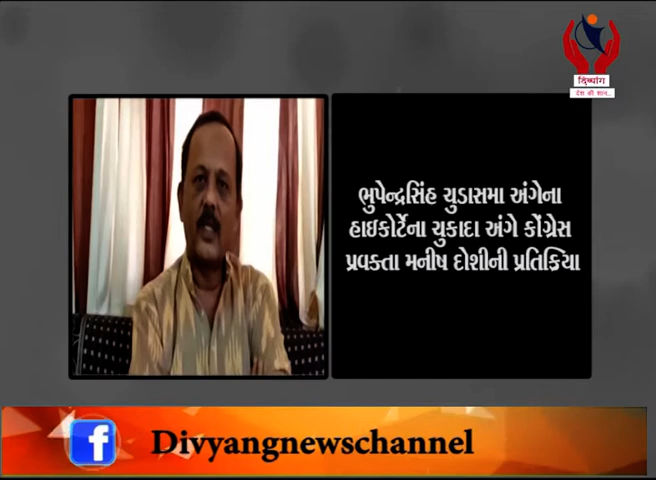 दिव्यांग
देश की शान..
ભુપેન્દ્રસિંહ ચુડાસમા અંગેના
હાઇકોર્ટના ચુકાદા અંગે કોંગ્રેસ
પ્રવક્તા મનીષ દોશીની પ્રતિક્રિયા
f Divyangnewschannel